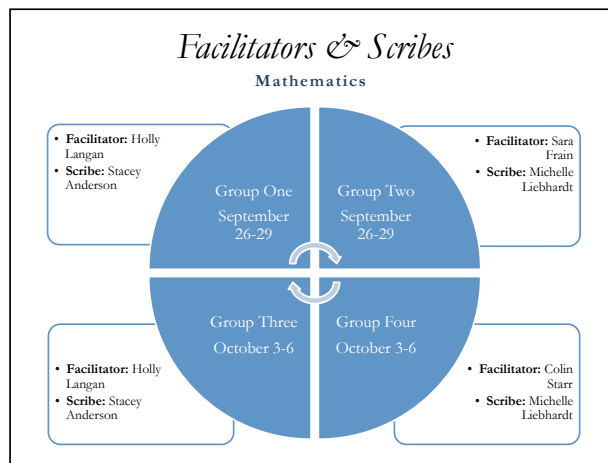 Facilitators & Scribes
Mathematics
• Facilitator: Holly
Langan
• Scribe: Stacey
Anderson
• Facilitator: Sara
Frain
• Scribe: Michelle
Liebhardt
Group One
September
26-29
Group Two
September
26-29
Group Three
October 3-6
Group Four
October 3-6
• Facilitator: Holly
Langan
• Scribe: Stacey
Anderson
• Facilitator: Colin
Starr
• Scribe: Michelle
Liebhardt